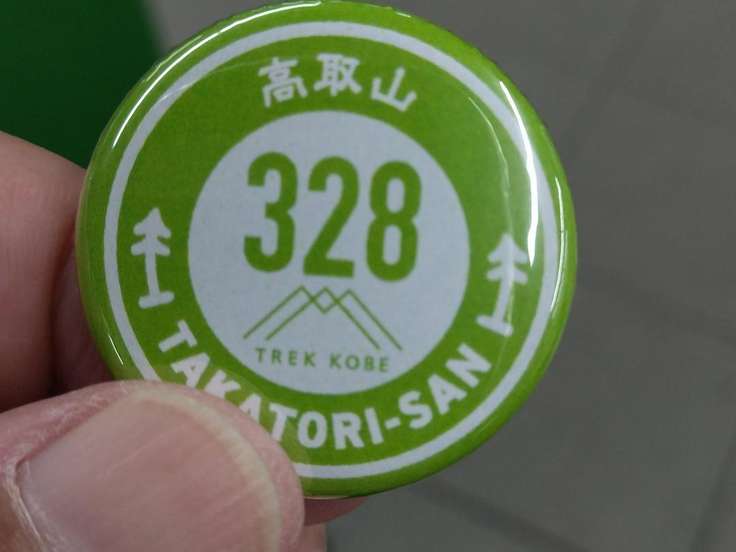 高取山
328
TREK KOBE
TAKATORI-SAN